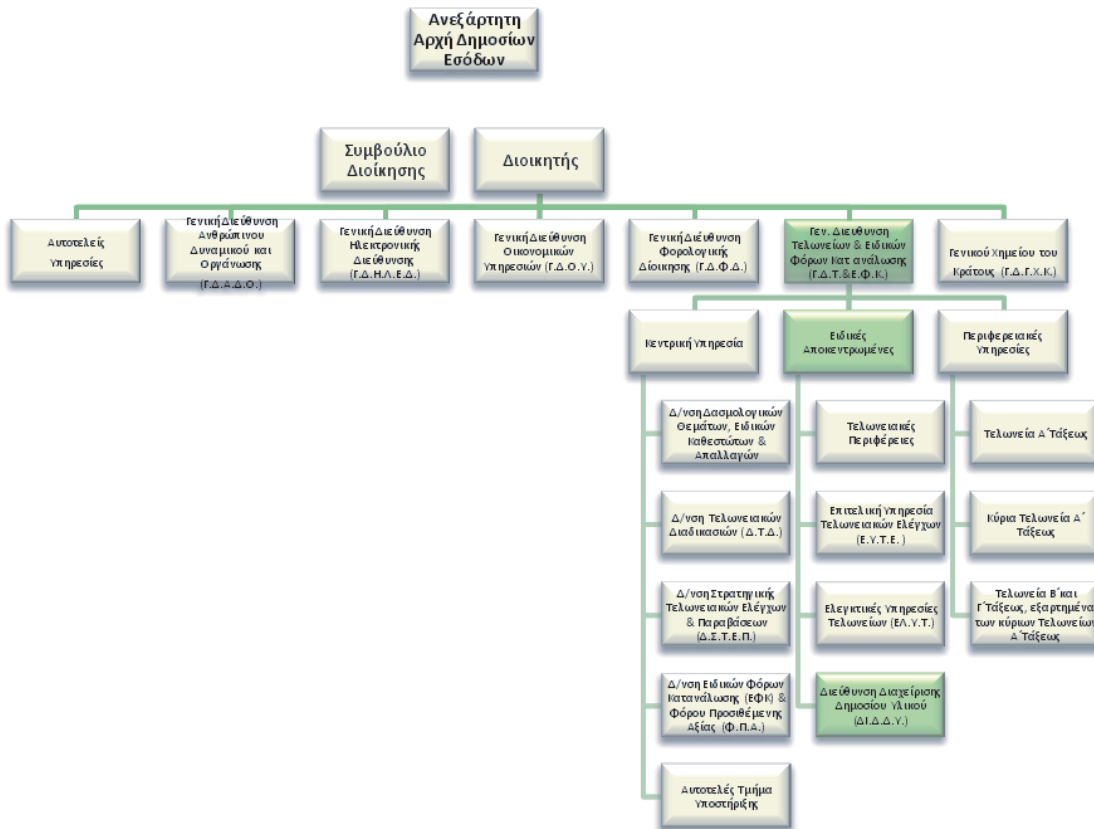 Ανεξάρτητη
Αρχή Δημοσίων
Εσόδων
Συμβούλιο
Διοίκησης
Διοικητής
Αυτοτελείς
Υπηρεσίες
Γενική Διεύθυνση
Ανθρώπινου
Δυναμικού και
Οργάνωσης
(Γ.Δ.Α.Δ.Ο.)
Γενική Διεύθυνση
Ηλεκτρονικής
Διεύθυνσης
(Γ.Δ.Η.Λ.Ε.Δ.)
Γενική Διεύθυνση
Οικονομικών
Υπηρεσιών (Γ.Δ.Ο.Υ.)
Γενική Διεύθυνση
Φορολογικής
Δίοικησης (Γ.Δ.Φ.Δ.)
Γεν. Διεύθυνση
Τελωνείων & Ειδικών
Φόρων Κατανάλωσης
(Γ.Δ.Τ.&Ε.Φ.Κ.)
Γενικού Χημείου του
Κράτους (Γ.Δ.Γ.Χ.Κ.)
Κεντρική Υπηρεσία
Ειδικές
Αποκεντρωμένες
Περιφερειακές
Υπηρεσίες
Δ/νση Δασμολογικών
Θεμάτων, Ειδικών
Καθεστώτων &
Απαλλαγών
Δ/νση Τελωνειακών
Διαδικασιών (Δ.Τ.Δ.)
Δ/νση Στρατηγικής
Τελωνειακών Ελέγχων
& Παραβάσεων
(Δ.Σ.Τ.Ε.Π.)
Δ/νση Ειδικών Φόρων
Κατανάλωσης (ΕΦΚ) &
Φόρου Προσιθέμενης
Αξίας (Φ.Π.Α.)
Αυτοτελές Τμήμα
Υποστήριξης
Τελωνειακές
Περιφέρειες
Επιτελική Υπηρεσία
Τελωνειακών Ελέγχων
(Ε.Υ.Τ.Ε.)
Ελεγκτικές Υπηρεσίες
Τελωνείων (ΕΛ.Υ.Τ.)
Διεύθυνση Διαχείρισης
Δημοσίου Υλικού
(ΔΙ.Δ.Δ.Υ.)
Τελωνεία Α΄Τάξεως
Κύρια Τελωνεία Α΄
Τάξεως
Τελωνεία Β΄και
Γ΄Τάξεως, εξαρτημένα
των κύριων Τελωνείων
Α΄Τάξεως